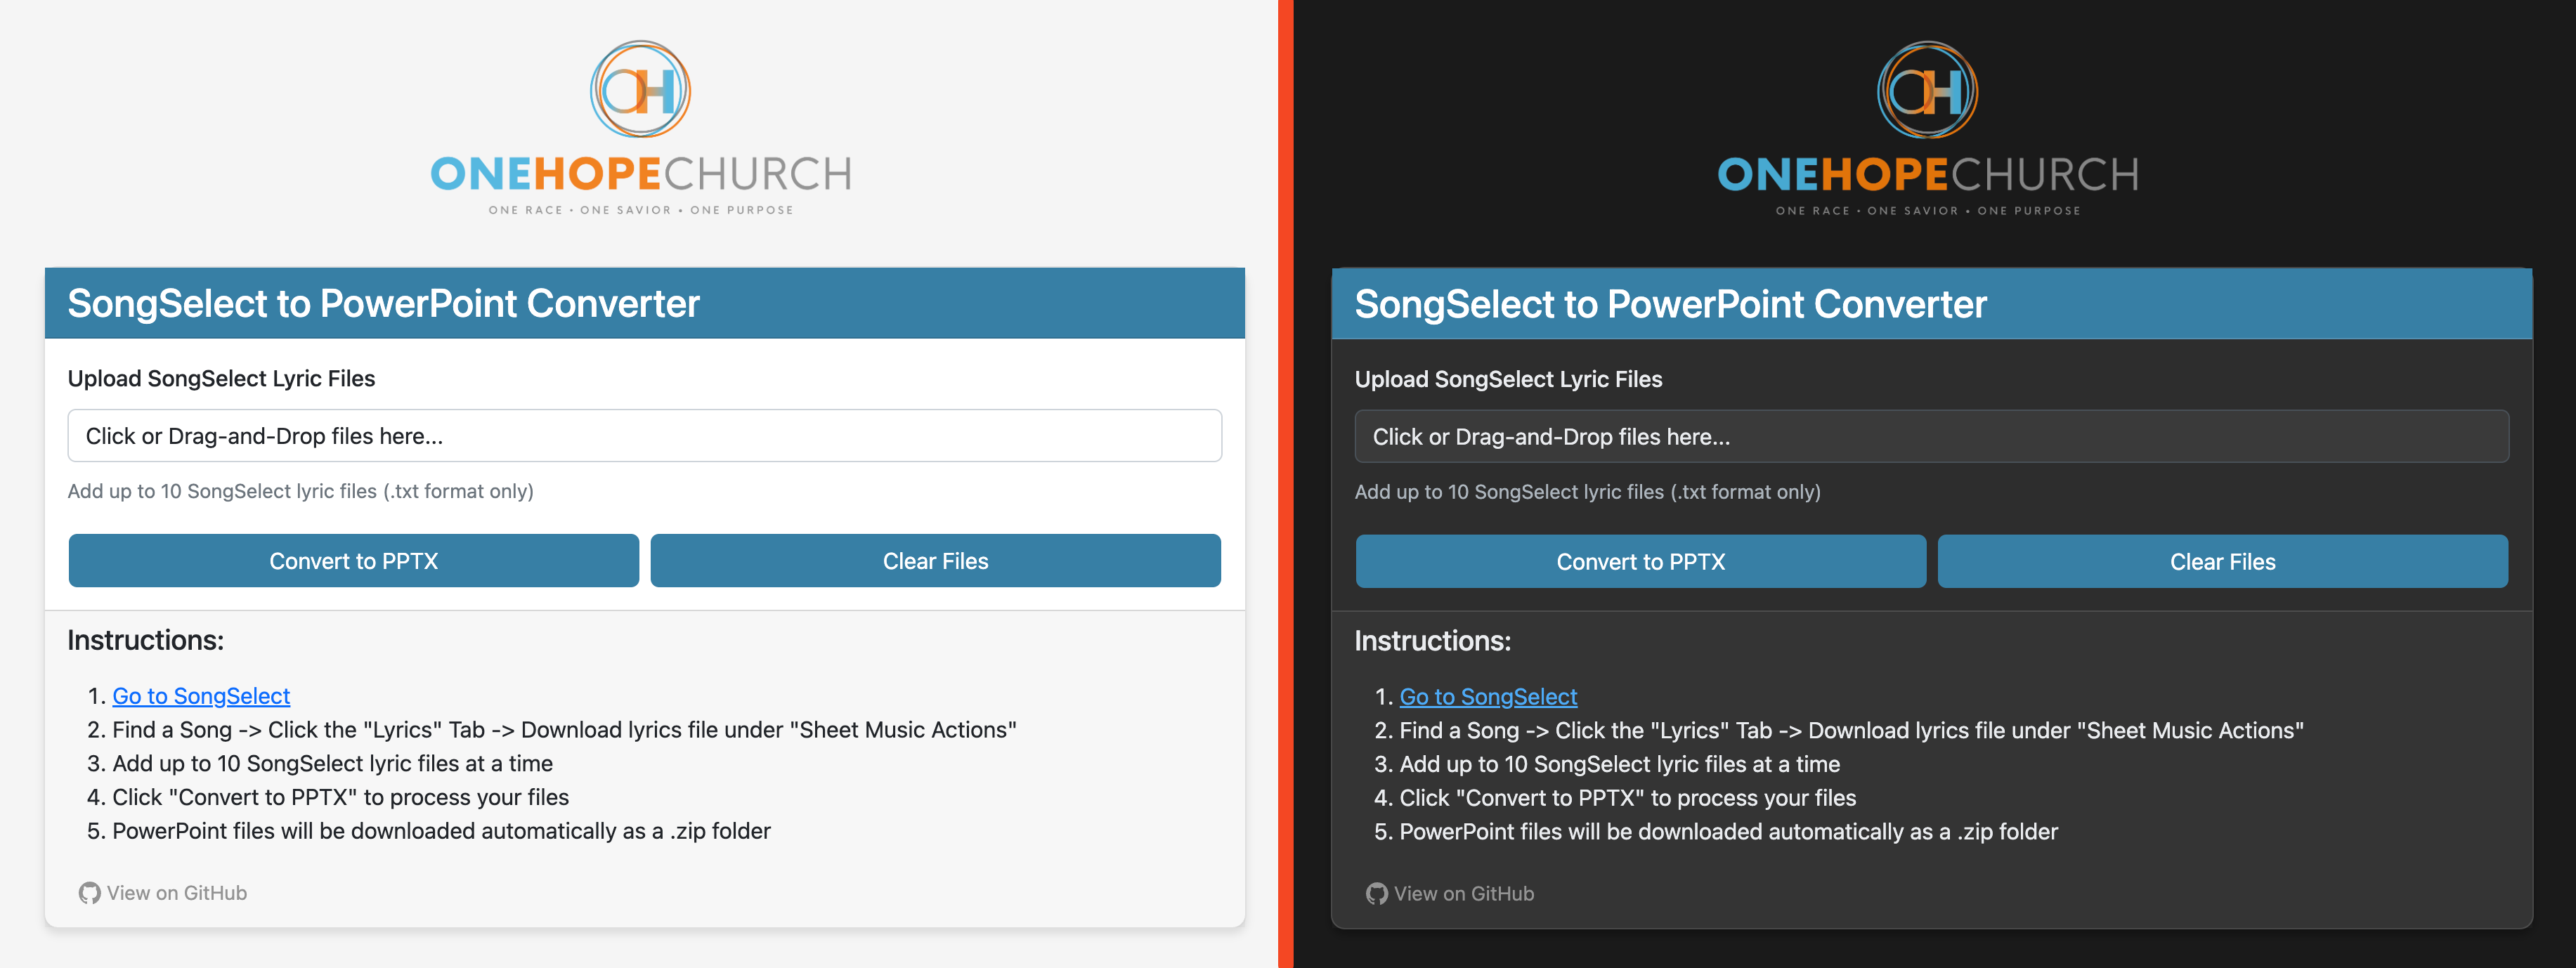 OH
ONEHOPECHURCH
ONE RACE • ONE SAVIOR • ONE PURPOSE
SongSelect to PowerPoint Converter
Upload SongSelect Lyric Files
Click or Drag-and-Drop files here...
Add up to 10 SongSelect lyric files (.txt format only)
Convert to PPTX
Clear Files
Instructions:
1. Go to SongSelect
2. Find a Song -> Click the "Lyrics" Tab -> Download lyrics file under "Sheet Music Actions"
3. Add up to 10 SongSelect lyric files at a time
4. Click "Convert to PPTX" to process your files
5. PowerPoint files will be downloaded automatically as a .zip folder
View on GitHub
OH
ONEHOPECHURCH
ONE RACE • ONE SAVIOR • ONE PURPOSE
SongSelect to PowerPoint Converter
Upload SongSelect Lyric Files
Click or Drag-and-Drop files here...
Add up to 10 SongSelect lyric files (.txt format only)
Convert to PPTX
Clear Files
Instructions:
1. Go to SongSelect
2. Find a Song -> Click the "Lyrics" Tab -> Download lyrics file under "Sheet Music Actions"
3. Add up to 10 SongSelect lyric files at a time
4. Click "Convert to PPTX" to process your files
5. PowerPoint files will be downloaded automatically as a .zip folder
View on GitHub